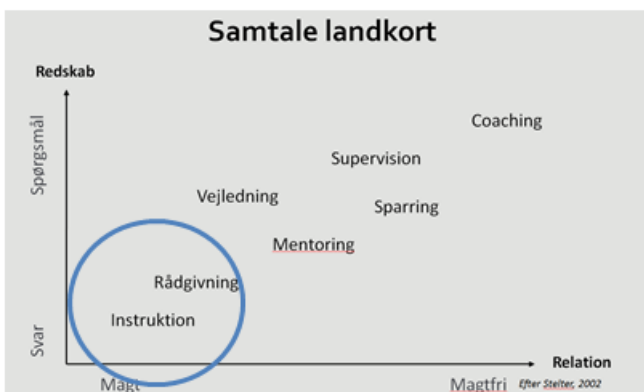 Samtale landkort
Redskab
Spørgsmål
Coaching
Supervision
Vejledning
Sparring
Mentoring
Rådgivning
Instruktion
Svar
Relation
Magt
Magtfri
Efter Stelter, 2002